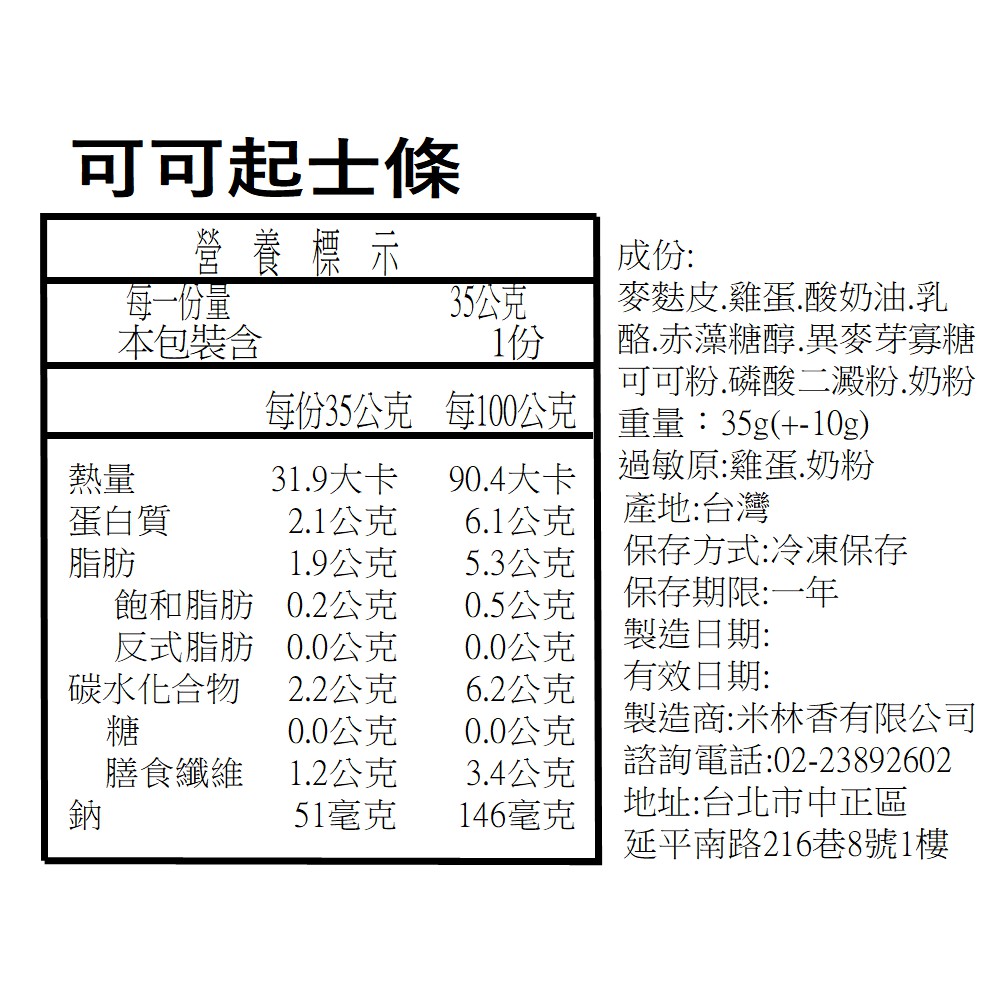 可可起士條
營養標示
每一份量 35公克
本包裝含 1份
每份35公克 每100公克
熱量 31.9大卡 90.4大卡
蛋白質 2.1公克 6.1公克
脂肪 1.9公克 5.3公克
飽和脂肪 0.2公克 0.5公克
反式脂肪 0.0公克 0.0公克
碳水化合物 2.2公克 6.2公克
糖 0.0公克 0.0公克
膳食纖維 1.2公克 3.4公克
鈉 51毫克 146毫克
成份:
麥麩皮.雞蛋.酸奶油.乳
酪.赤藻糖醇.異麥芽寡糖
可可粉.磷酸二澱粉.奶粉
重量：35g(+-10g)
過敏原:雞蛋.奶粉
產地:台灣
保存方式:冷凍保存
保存期限:一年
製造日期:
有效日期:
製造商:米林香有限公司
諮詢電話:02-23892602
地址:台北市中正區
延平南路216巷8號1樓